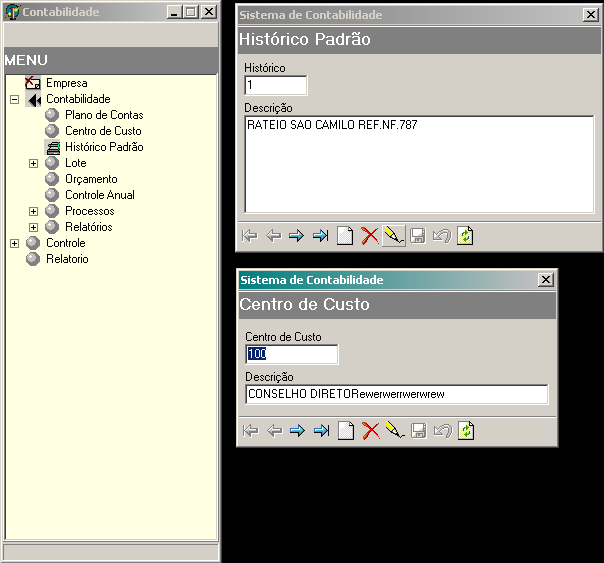 Contabilidade
MENU
Empresa
Contabilidade
Plano de Contas
Centro de Custo
Histórico Padrão
Lote
Orçamento
Controle Anual
Processos
Relatórios
Controle
Relatorio
Sistema de Contabilidade
Histórico Padrão
Histórico
1
Descrição
RATEIO SAO CAMILO REF.NF.787
Sistema de Contabilidade
Centro de Custo
Centro de Custo
100
Descrição
CONSELHO DIRETORewerwerrwerwrew